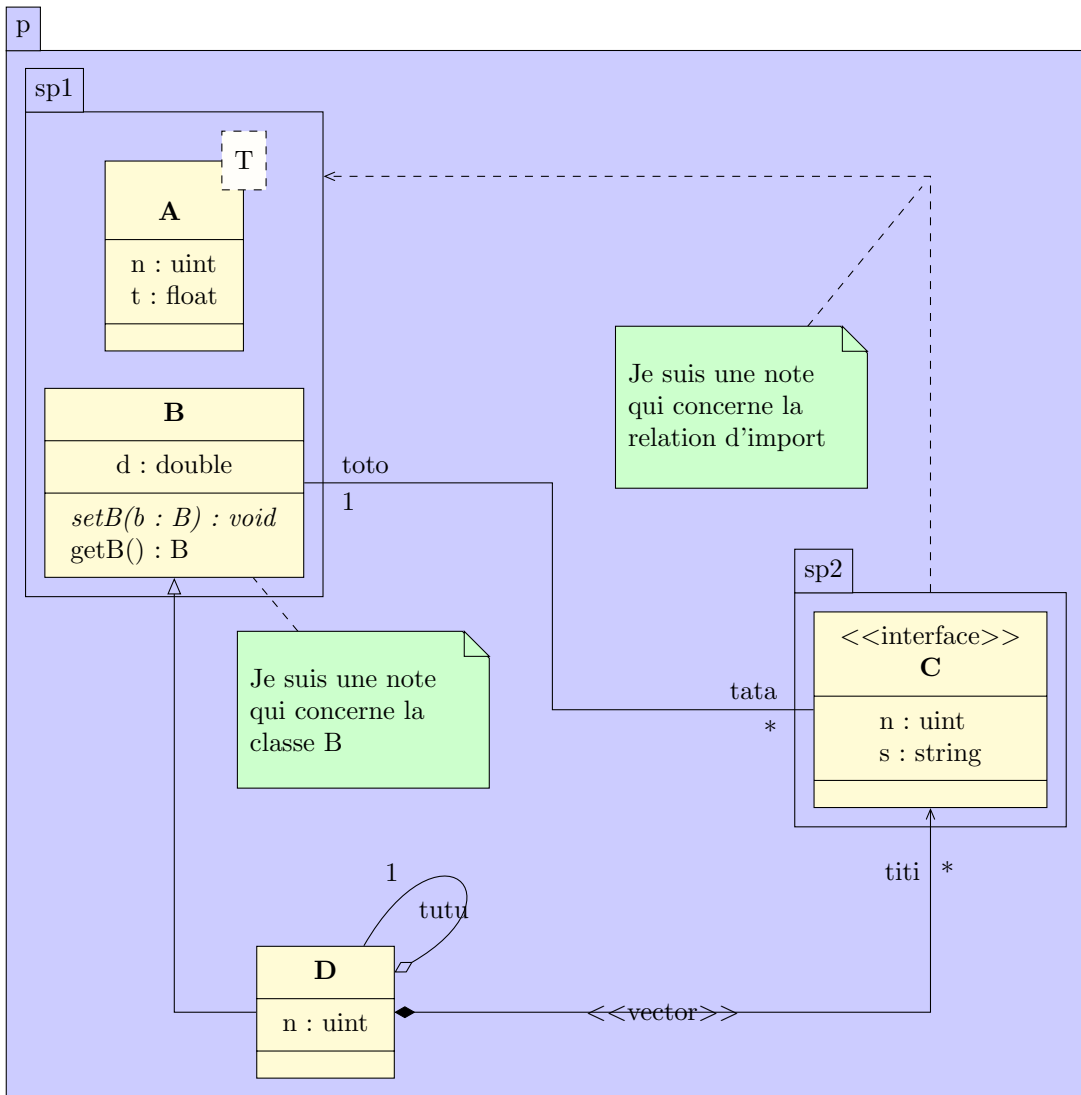 p
sp1
T
A
n : uint
t : float
B
d : double
setB(b : B) : void
getB() : B
toto
1
Je suis une note
qui concerne la
relation d'import
sp2
<<interface>>
C
n : uint
s : string
tata
*
Je suis une note
qui concerne la
classe B
titi
*
1
tutu
D
n : uint
<<vector>>